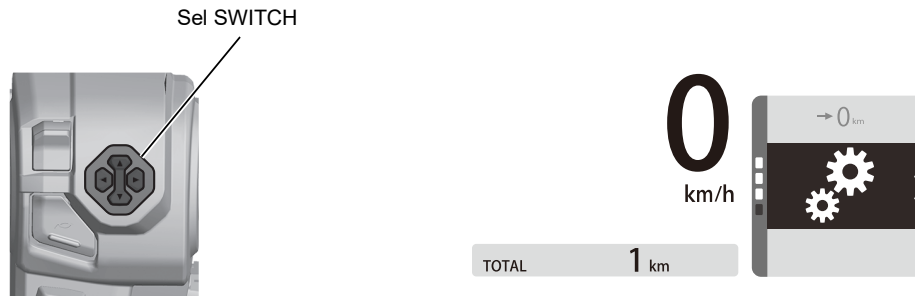 Sel SWITCH
0
km/h
→ 0 km
TOTAL 1 km